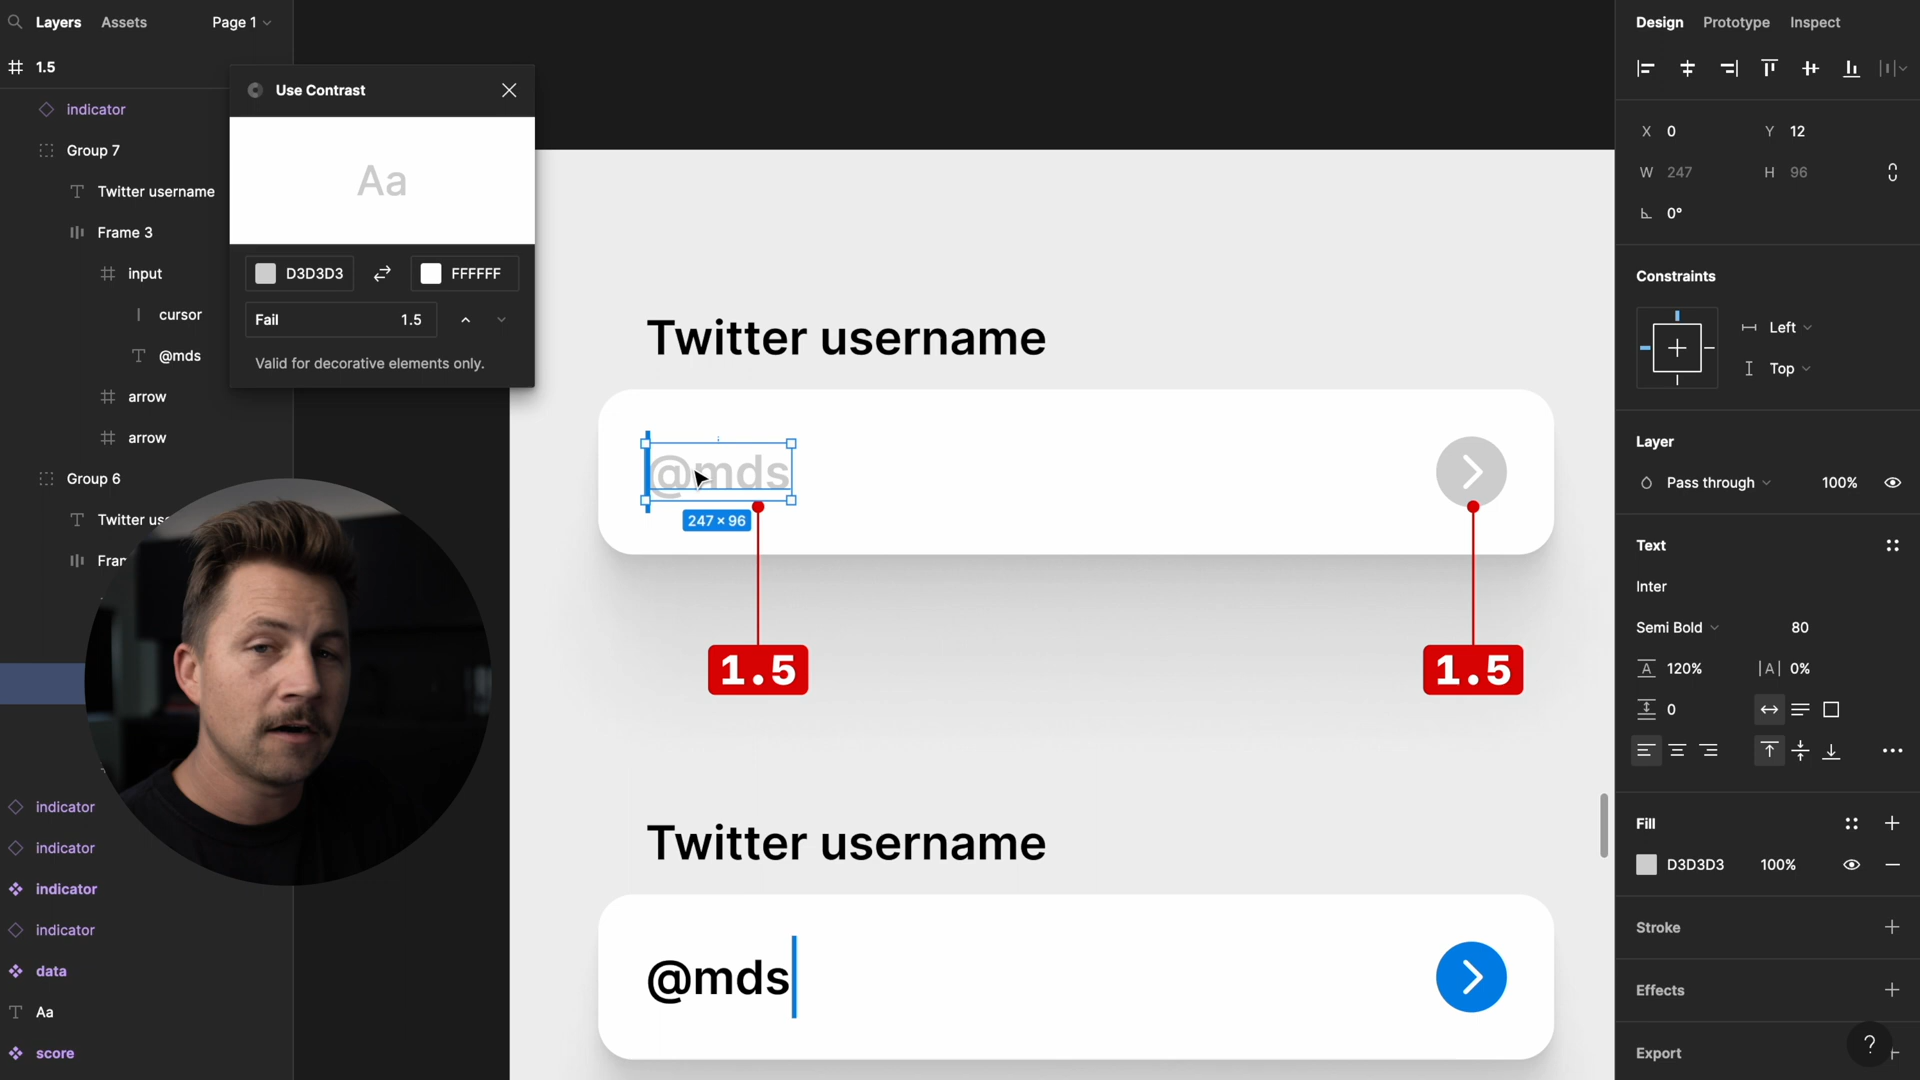 Layers Assets Page 1
1.5
indicator
Group 7
Twitter username
Frame 3
input
cursor
@mds
arrow
arrow
Group 6
indicator
indicator
indicator
indicator
data
Aa
score
Use Contrast
Aa
D3D3D3 FFFFFF
Fail 1.5
Valid for decorative elements only.
Twitter username
@mds
247 × 96
1.5 1.5
Twitter username
@mds
Design Prototype Inspect
X 0 Y 12
W 247 H 96
0°
Constraints
Left
Top
Layer
Pass through 100%
Text
Inter
Semi Bold 80
A 120% |A| 0%
0
Fill
D3D3D3 100%
Stroke
Effects
Export
?